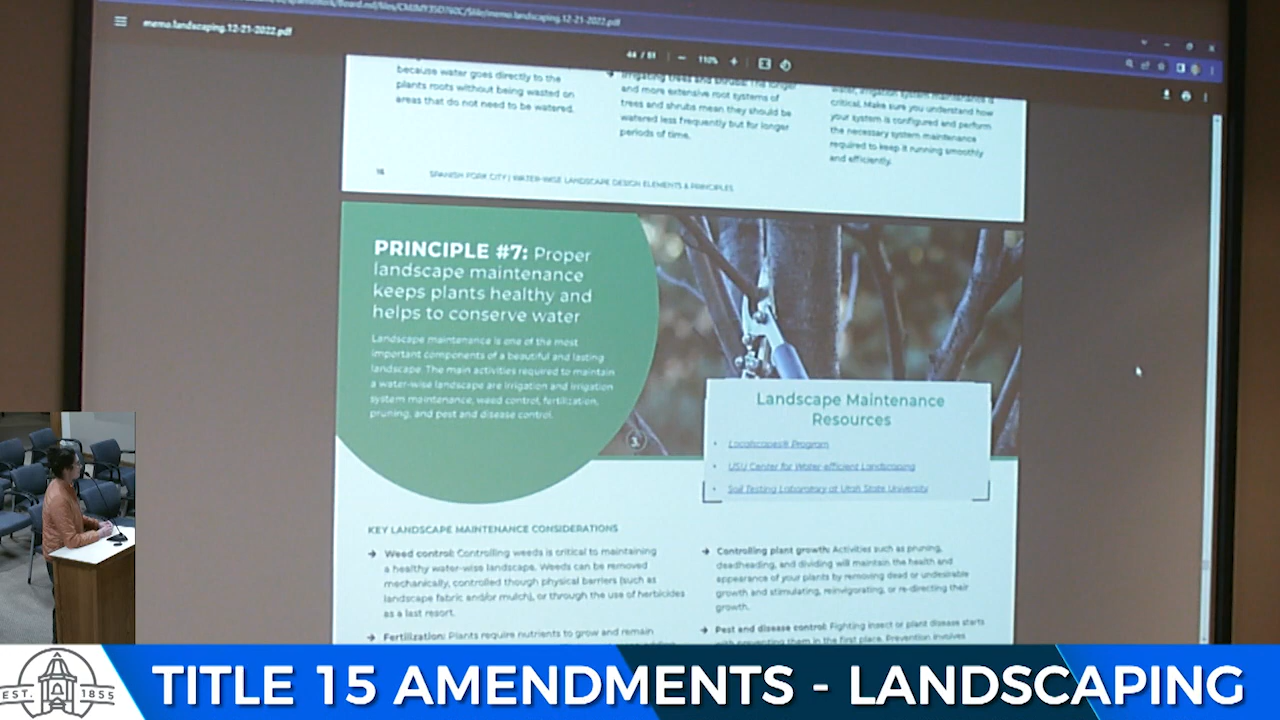 memo.landscaping.12-21-2022.pdf
memo.landscaping.12-21-2022.pdf
110%
because water goes directly to the
plants roots without being wasted on
areas that do not need to be watered.
Irrigating trees and shrubs: The longer
and more extensive root systems of
trees and shrubs mean they should be
watered less frequently but for longer
periods of time.
water, irrigation system maintenance is
critical. Make sure you understand how
your system is configured and perform
the necessary system maintenance
required to keep it running smoothly
and efficiently.
16 SPANISH FORK CITY | WATER-WISE LANDSCAPE DESIGN ELEMENTS & PRINCIPLES
PRINCIPLE #7: Proper
landscape maintenance
keeps plants healthy and
helps to conserve water
Landscape maintenance is one of the most
important components of a beautiful and lasting
landscape. The main activities required to maintain
a water-wise landscape are irrigation and irrigation
system maintenance, weed control, fertilization,
pruning, and pest and disease control.
Landscape Maintenance
Resources
• Localscapes® Program
• USU Center for Water-efficient Landscaping
• Soil Testing Laboratory at Utah State University
KEY LANDSCAPE MAINTENANCE CONSIDERATIONS
→ Weed control: Controlling weeds is critical to maintaining
a healthy water-wise landscape. Weeds can be removed
mechanically, controlled though physical barriers (such as
landscape fabric and/or mulch), or through the use of herbicides
as a last resort.
→ Fertilization: Plants require nutrients to grow and remain
→ Controlling plant growth: Activities such as pruning,
deadheading, and dividing will maintain the health and
appearance of your plants by removing dead or undesirable
growth and stimulating, reinvigorating, or re-directing their
growth.
→ Pest and disease control: Fighting insect or plant disease starts
with preventing them in the first place. Prevention involves
EST. 1855
TITLE 15 AMENDMENTS - LANDSCAPING